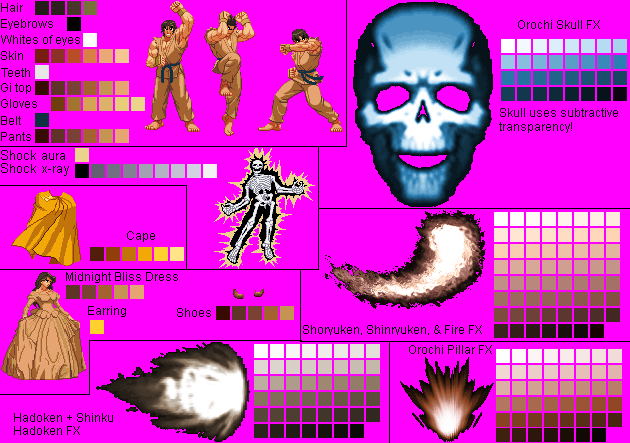 Hair
Eyebrows
Whites of eyes
Skin
Teeth
Gi top
Gloves
Belt
Pants
Orochi Skull FX
Skull uses subtractive
transparency!
Shock aura
Shock x-ray
Cape
Midnight Bliss Dress
Earring
Shoes
Shoryuken, Shinryuken, & Fire FX
Hadoken + Shinku
Hadoken FX
Orochi Pillar FX